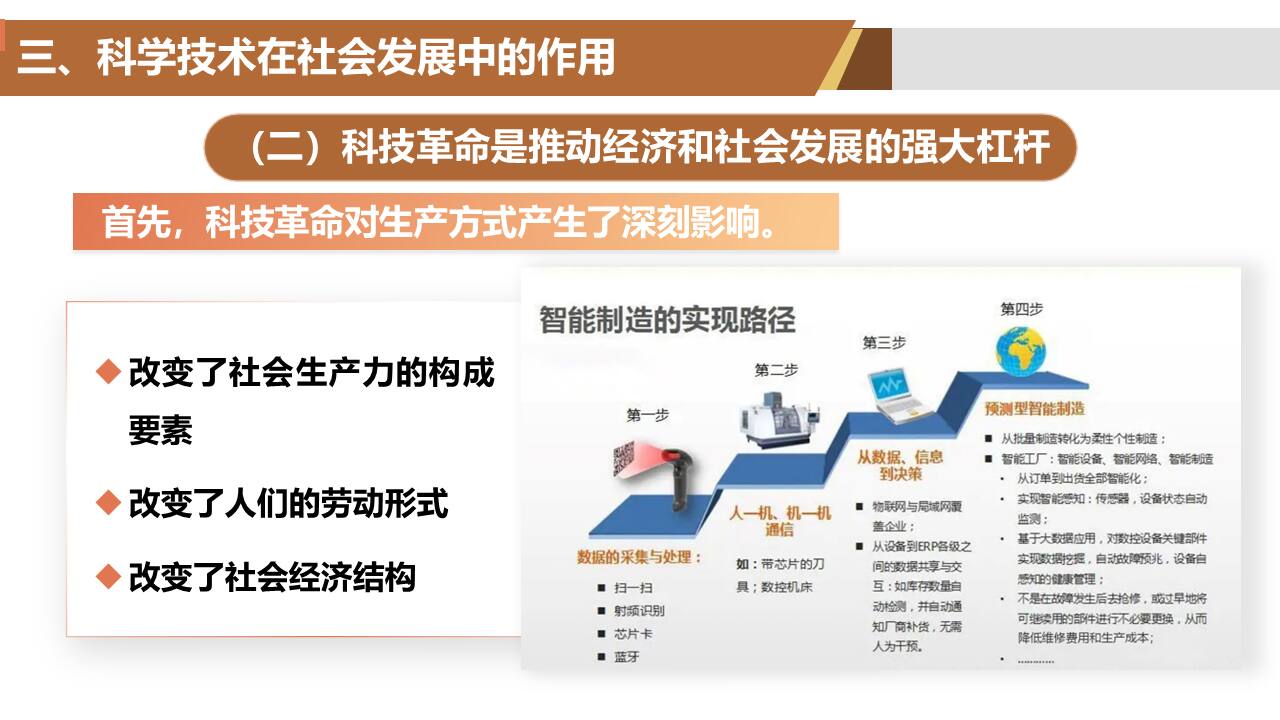 三、科学技术在社会发展中的作用
（二）科技革命是推动经济和社会发展的强大杠杆
首先，科技革命对生产方式产生了深刻影响。
改变了社会生产力的构成
要素
改变了人们的劳动形式
改变了社会经济结构
智能制造的实现路径
第一步
数据的采集与处理：
扫一扫
射频识别
芯片卡
蓝牙
第二步
人—机、机—机
通信
如：带芯片的刀
具；数控机床
第三步
从数据、信息
到决策
物联网与局域网覆
盖企业；
从设备到ERP各级之
间的数据共享与交
互：如库存数量自
动检测，并自动通
知厂商补货，无需
人为干预。
第四步
预测型智能制造
从批量制造转化为柔性个性制造；
智能工厂：智能设备、智能网络、智能制造
从订单到出货全部智能化；
实现智能感知：传感器，设备状态自动
监测；
基于大数据应用，对数控设备关键部件
实现数据挖掘，自动故障预兆，设备自
感知的健康管理；
不是在故障发生后去抢修，或过早地将
可继续用的部件进行不必要更换，从而
降低维修费用和生产成本；
…………